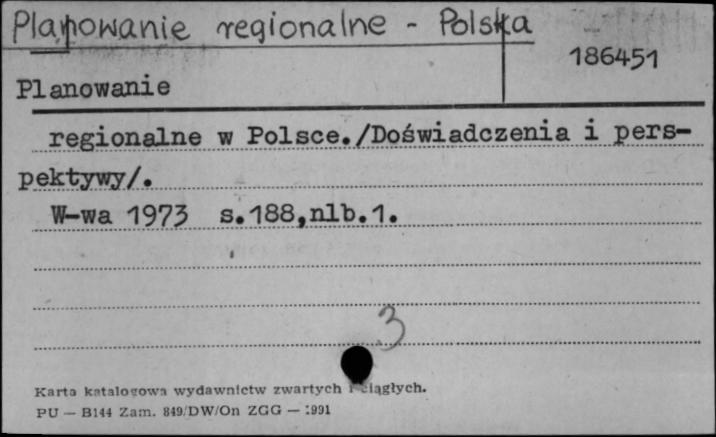 Planowanie regionalne - Polska
186451
Planowanie
regionalne w Polsce./Doświadczenia i pers-
pektywy/.
W-wa 1973 s.188,nlb.1.
3
Karta katalogowa wydawnictw zwartych i ciągłych.
PU — B144 Zam. 849/DW/On ZGG — 1991